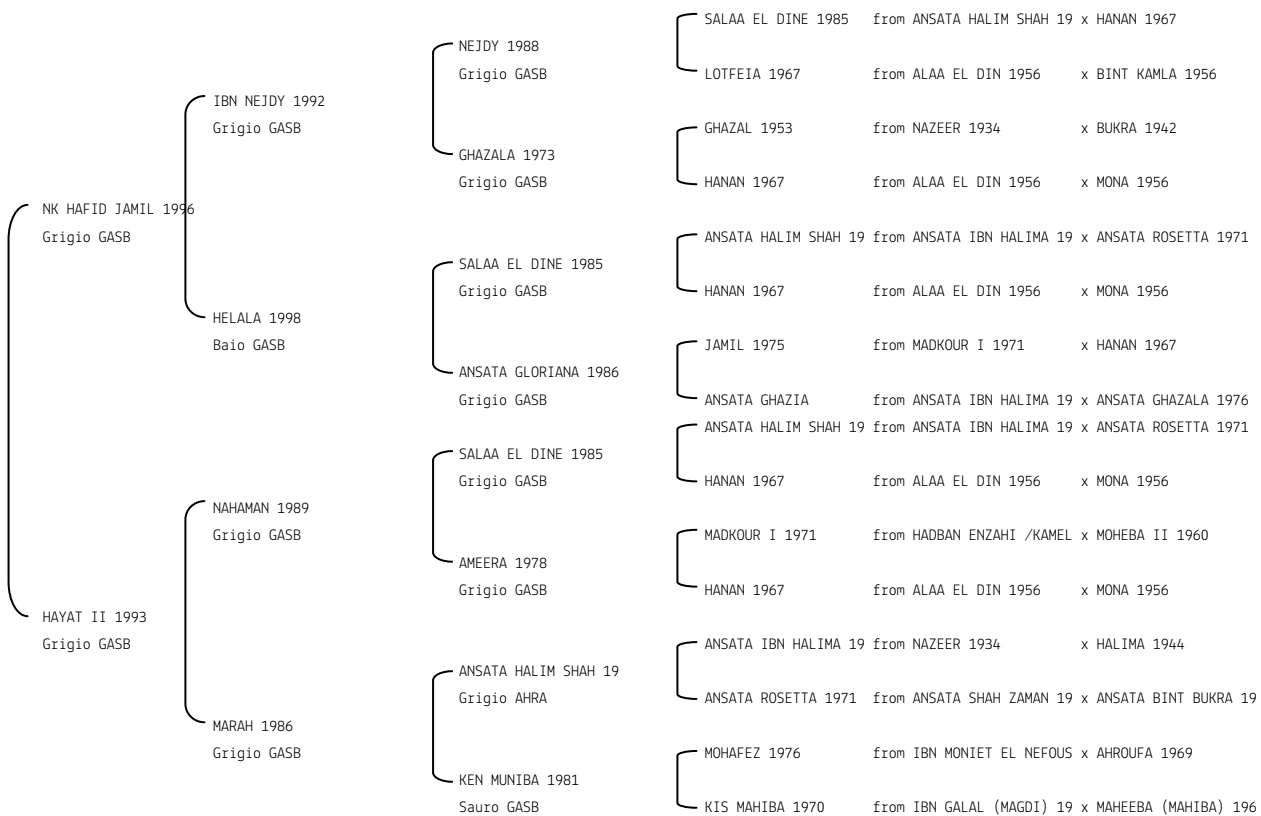 SALAA EL DINE 1985 from ANSATA HALIM SHAH 19 x HANAN 1967
NEJDY 1988
Grigio GASB
LOTFEIA 1967 from ALAA EL DIN 1956 x BINT KAMLA 1956
IBN NEJDY 1992
Grigio GASB
GHAZAL 1953 from NAZEER 1934 x BUKRA 1942
GHAZALA 1973
Grigio GASB
HANAN 1967 from ALAA EL DIN 1956 x MONA 1956
NK HAFID JAMIL 1996
Grigio GASB
ANSATA HALIM SHAH 19 from ANSATA IBN HALIMA 19 x ANSATA ROSETTA 1971
SALAA EL DINE 1985
Grigio GASB
HANAN 1967 from ALAA EL DIN 1956 x MONA 1956
HELALA 1998
Baio GASB
JAMIL 1975 from MADKOUR I 1971 x HANAN 1967
ANSATA GLORIANA 1986
Grigio GASB
ANSATA GHAZIA from ANSATA IBN HALIMA 19 x ANSATA GHAZALA 1976
ANSATA HALIM SHAH 19 from ANSATA IBN HALIMA 19 x ANSATA ROSETTA 1971
SALAA EL DINE 1985
Grigio GASB
HANAN 1967 from ALAA EL DIN 1956 x MONA 1956
NAHAMAN 1989
Grigio GASB
MADKOUR I 1971 from HADBAN ENZAHI /KAMEL x MOHEBA II 1960
AMEERA 1978
Grigio GASB
HANAN 1967 from ALAA EL DIN 1956 x MONA 1956
HAYAT II 1993
Grigio GASB
ANSATA IBN HALIMA 19 from NAZEER 1934 x HALIMA 1944
ANSATA HALIM SHAH 19
Grigio AHRA
ANSATA ROSETTA 1971 from ANSATA SHAH ZAMAN 19 x ANSATA BINT BUKRA 19
MARAH 1986
Grigio GASB
MOHAFEZ 1976 from IBN MONIET EL NEFOUS x AHROUFA 1969
KEN MUNIBA 1981
Sauro GASB
KIS MAHIBA 1970 from IBN GALAL (MAGDI) 19 x MAHEEBA (MAHIBA) 196